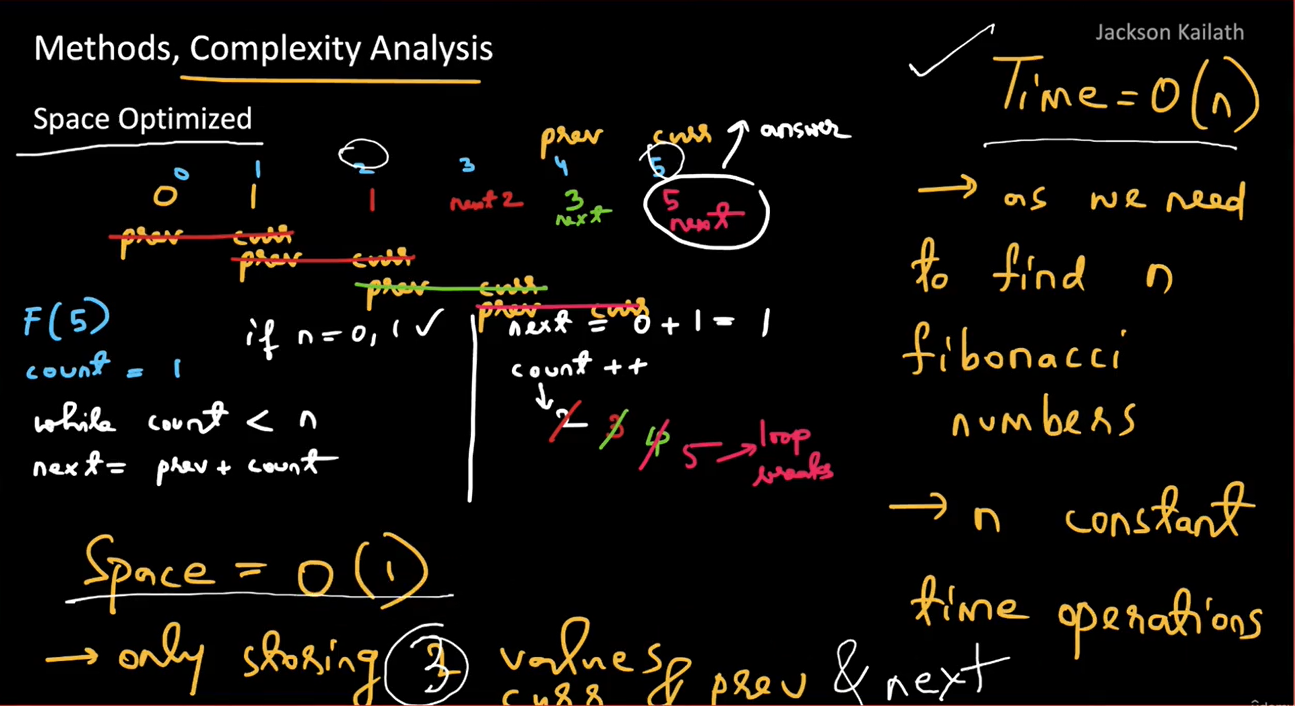 Jackson Kailath
Methods, Complexity Analysis
Time = O(n)
Space Optimized
prev curr → answer
0 1 2 3 4 5
0 1 1 next 2 3 next 5 next
prev curr
prev curr
prev curr
prev curr
F(5)
if n = 0, 1 ✓
count = 1
while count < n
next = prev + count
next = 0 + 1 = 1
count ++
2 3 4 5 → loop
breaks
Space = O(1)
→ only storing 3 values
curr & prev & next
→ as we need
to find n
fibonacci
numbers
→ n constant
time operations